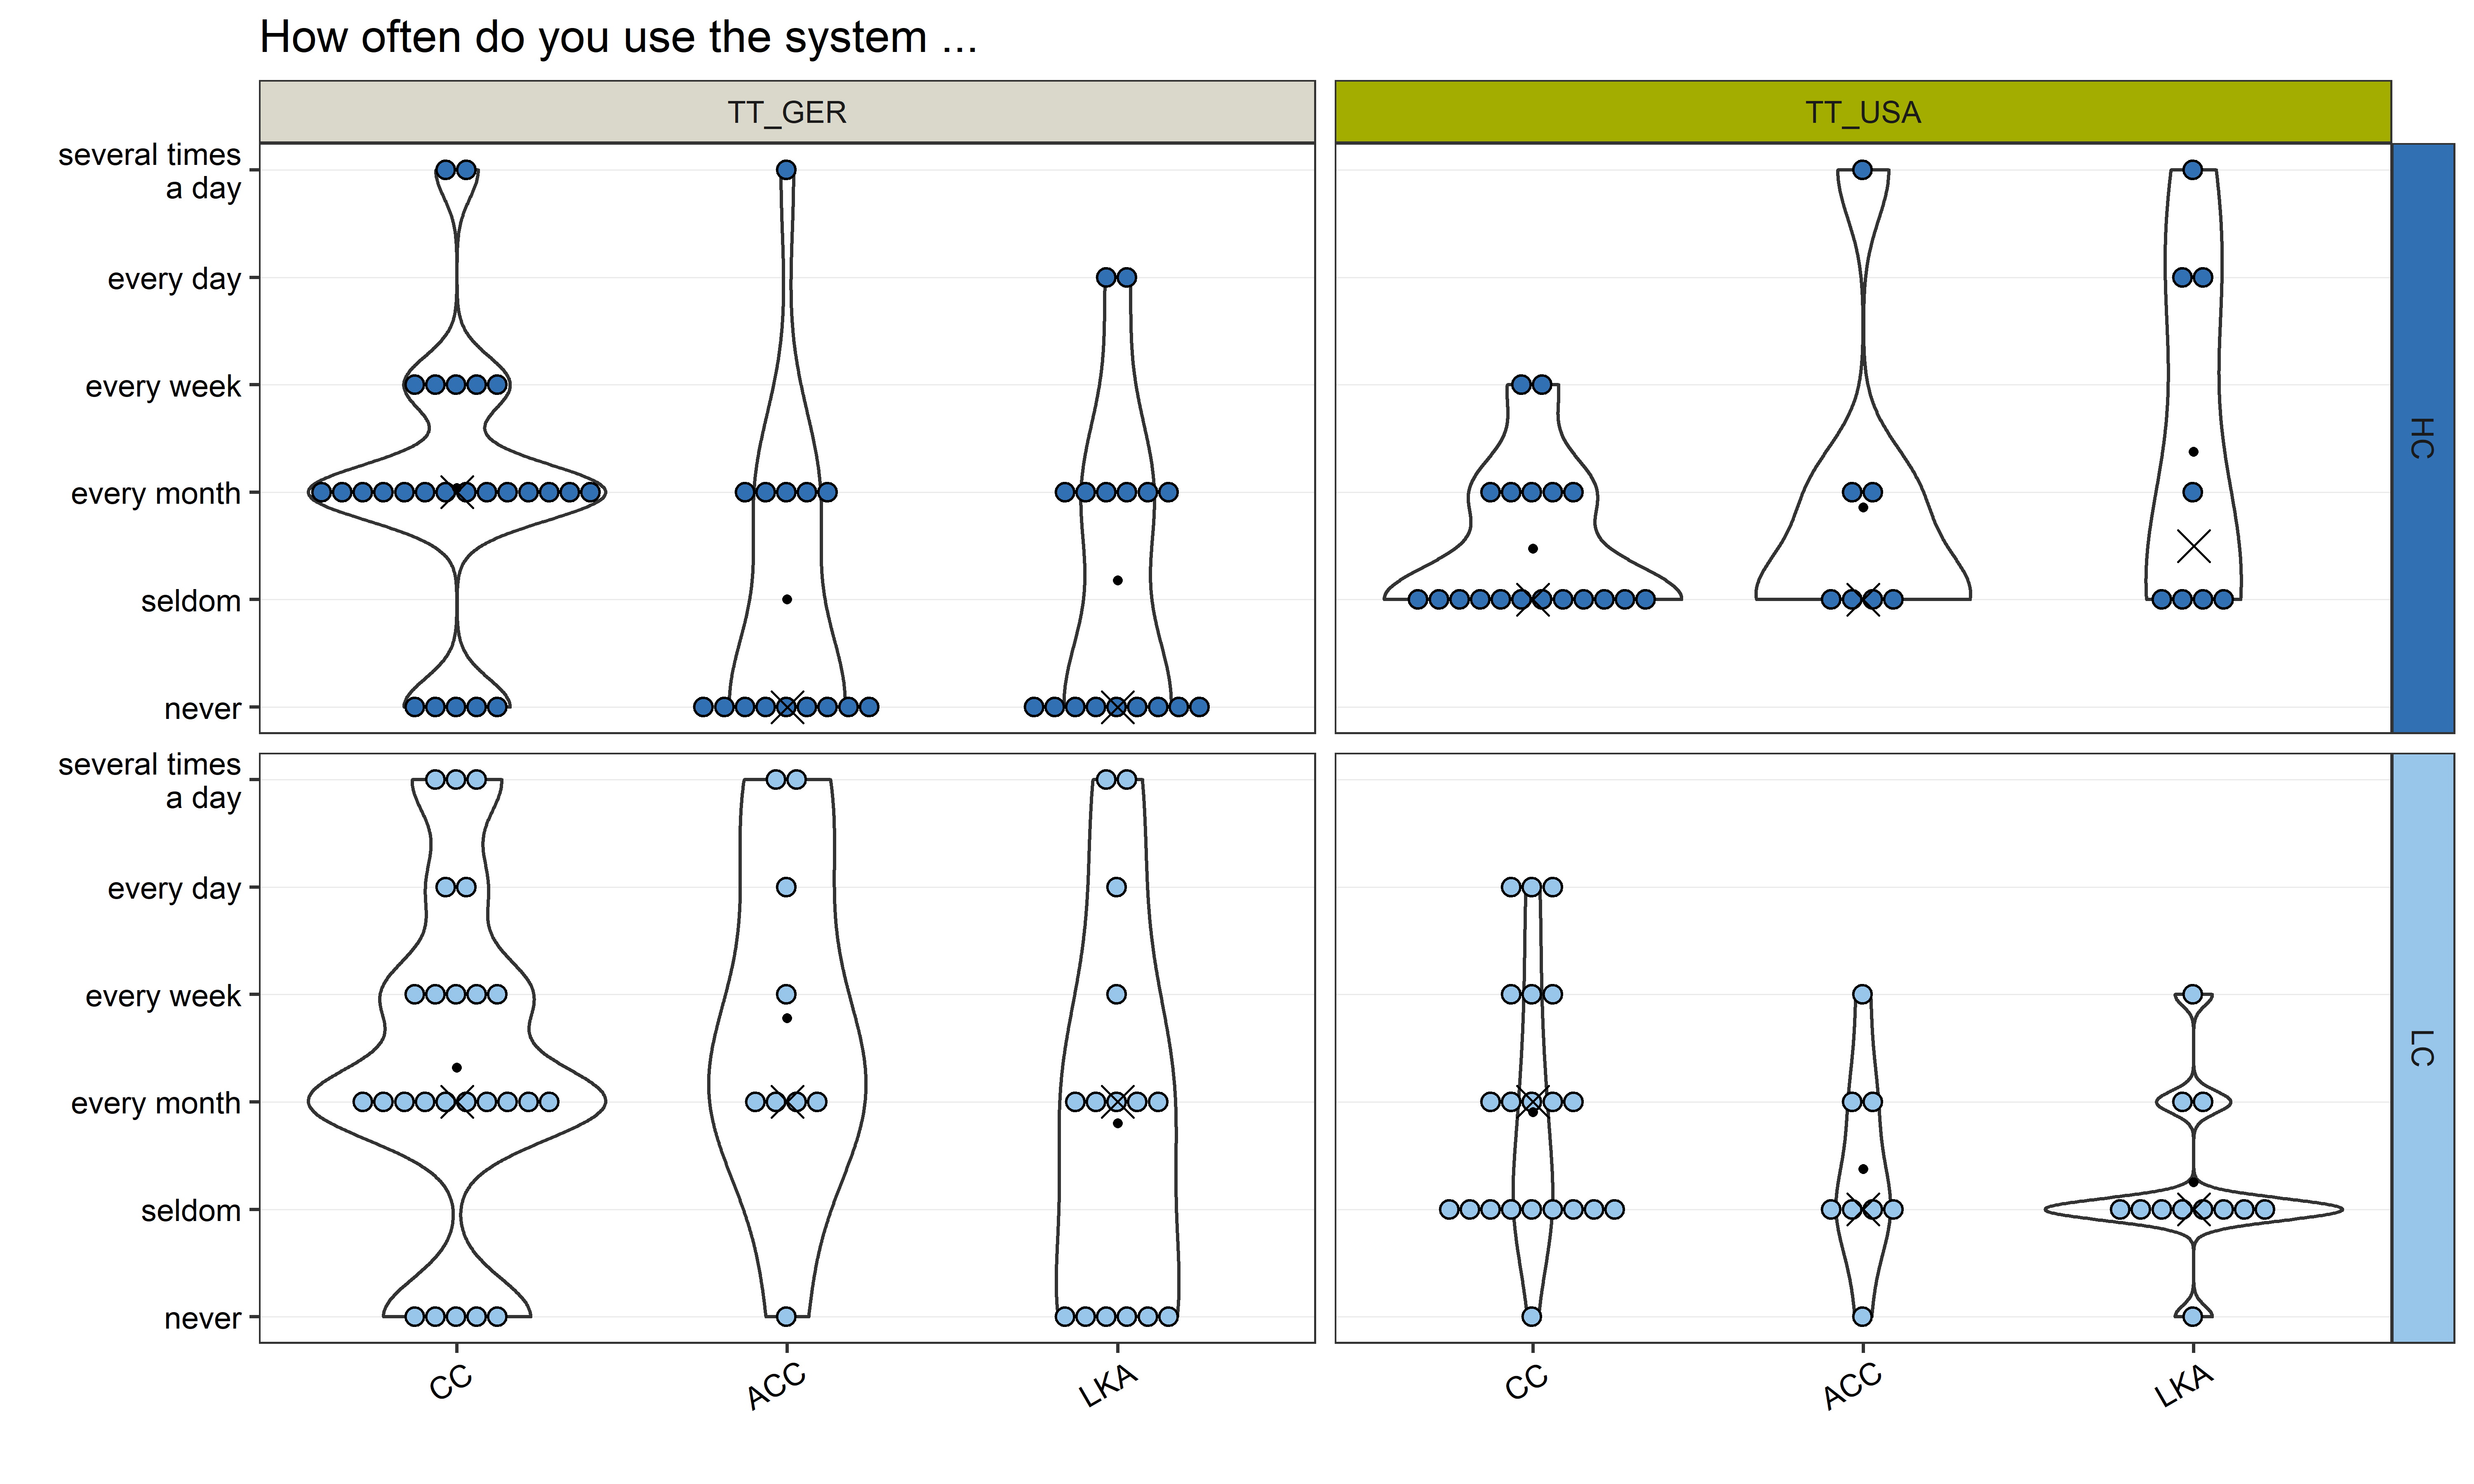 How often do you use the system ...
TT_GER
TT_USA
several times
a day
every day
every week
every month
seldom
never
HC
several times
a day
every day
every week
every month
seldom
never
LC
CC
ACC
LKA
CC
ACC
LKA